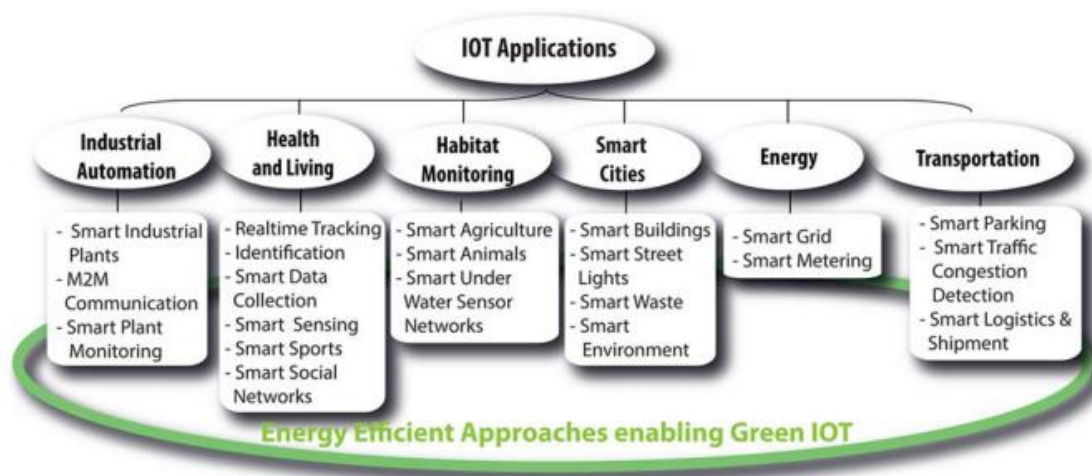 IOT Applications
Industrial
Automation
Health
and Living
Habitat
Monitoring
Smart
Cities
Energy
Transportation
- Smart Industrial
Plants
- M2M
Communication
- Smart Plant
Monitoring
- Realtime Tracking
- Identification
- Smart Data
Collection
- Smart Sensing
- Smart Sports
- Smart Social
Networks
- Smart Agriculture
- Smart Animals
- Smart Under
Water Sensor
Networks
- Smart Buildings
- Smart Street
Lights
- Smart Waste
- Smart
Environment
- Smart Grid
- Smart Metering
- Smart Parking
- Smart Traffic
Congestion
Detection
- Smart Logistics &
Shipment
Energy Efficient Approaches enabling Green IOT